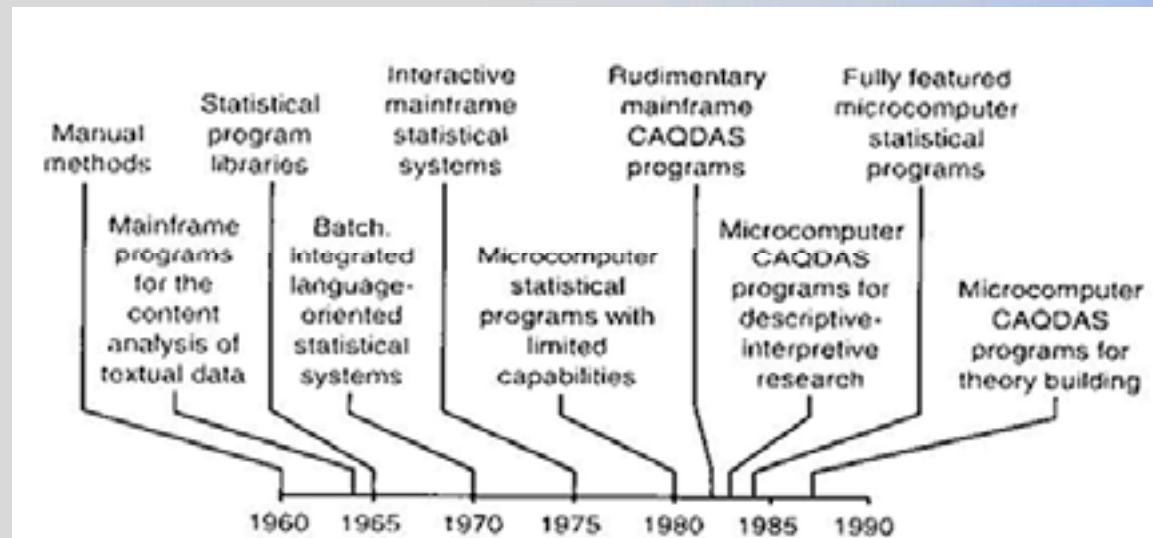 Manual
methods
Statistical
program
libraries
Interactive
mainframe
statistical
systems
Rudimentary
mainframe
CAQDAS
programs
Fully featured
microcomputer
statistical
programs
Mainframe
programs
for the
content
analysis of
textual data
Batch.
integrated
language-
oriented
statistical
systems
Microcomputer
statistical
programs with
limited
capabilities
Microcomputer
CAQDAS
programs for
descriptive-
interpretive
research
Microcomputer
CAQDAS
programs for
theory building
1960 1965 1970 1975 1980 1985 1990